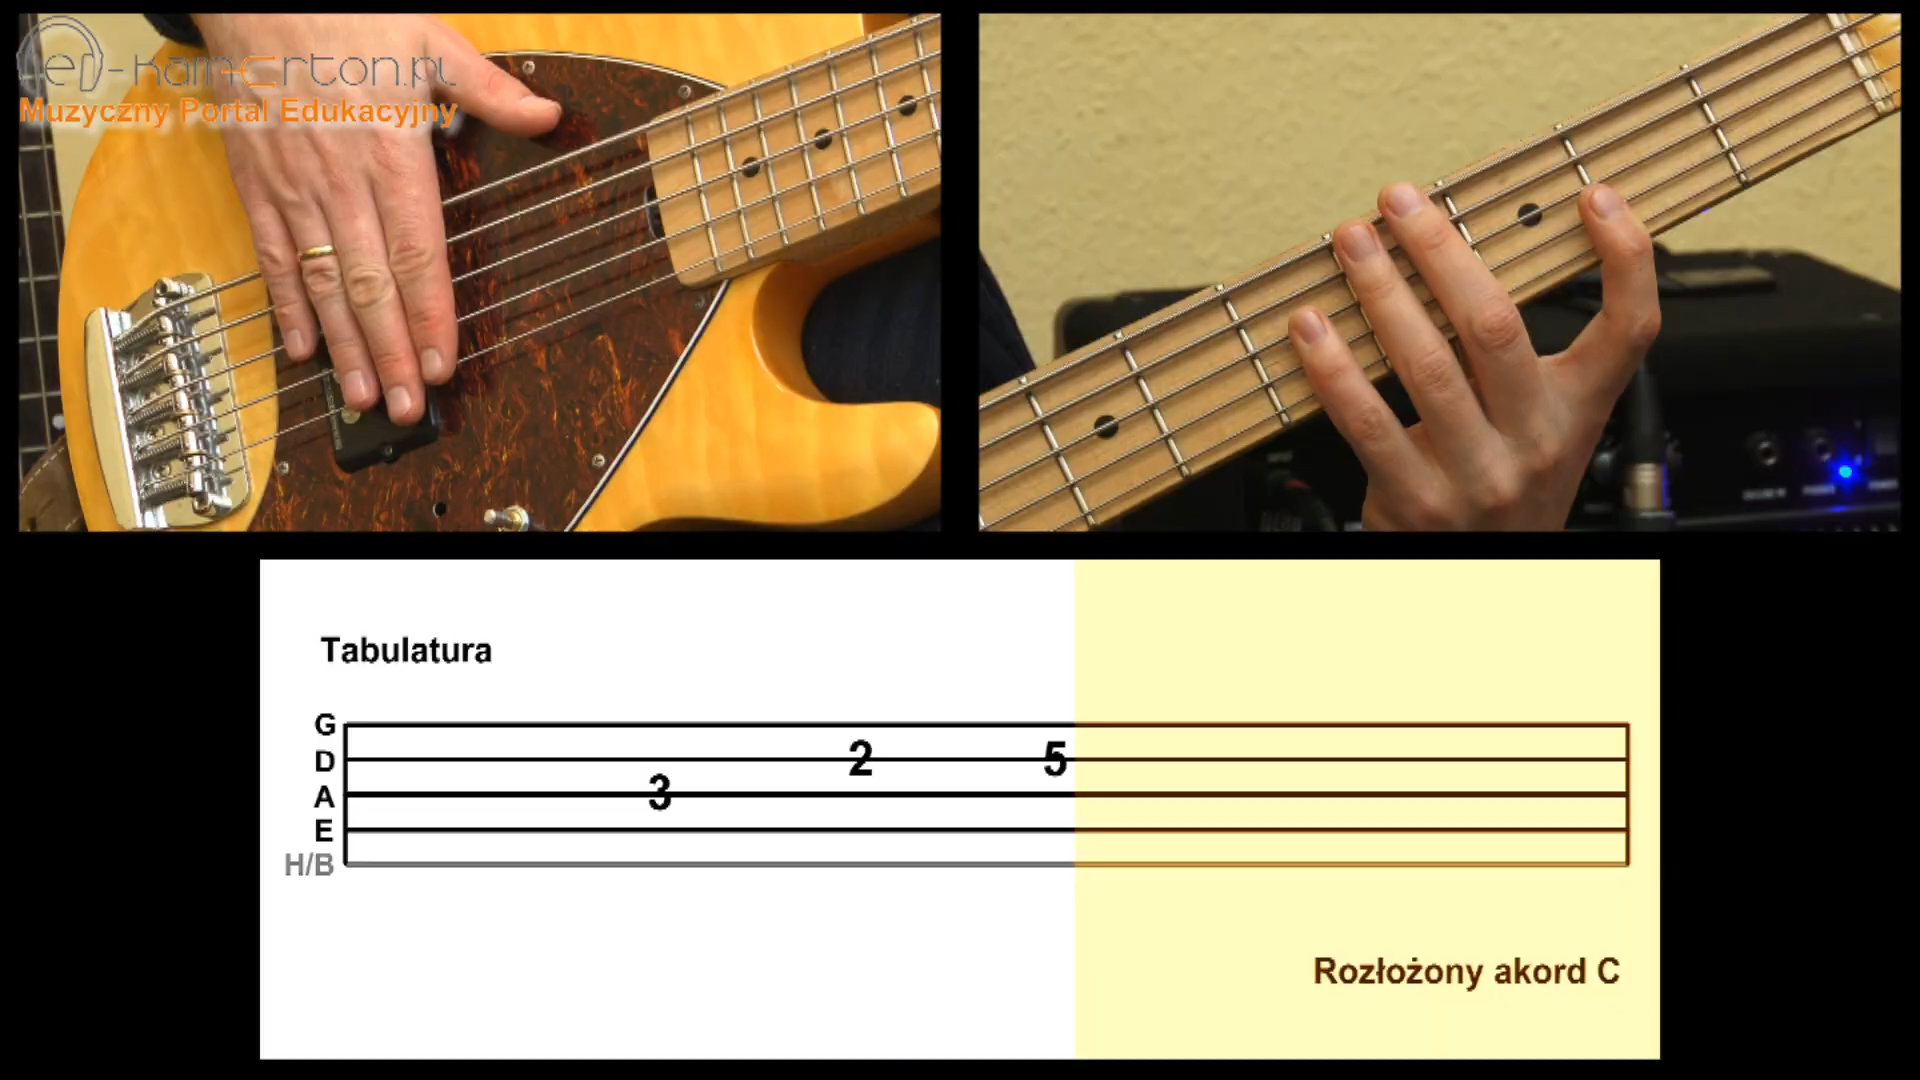 e-kamerton.pl
Muzyczny Portal Edukacyjny
Tabulatura
G
D 2 5
A 3
E
H/B
Rozłożony akord C